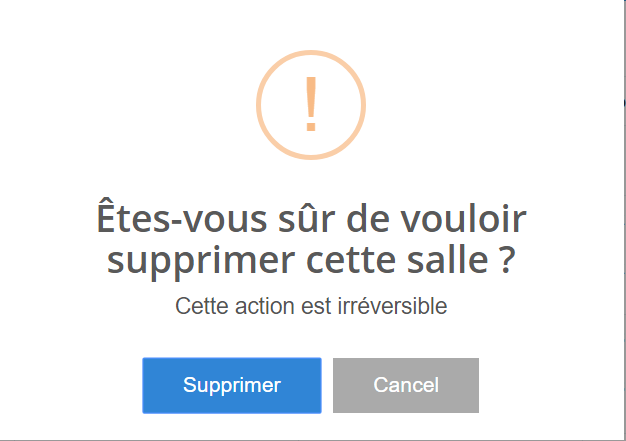 !
Êtes-vous sûr de vouloir
supprimer cette salle ?
Cette action est irréversible
Supprimer
Cancel